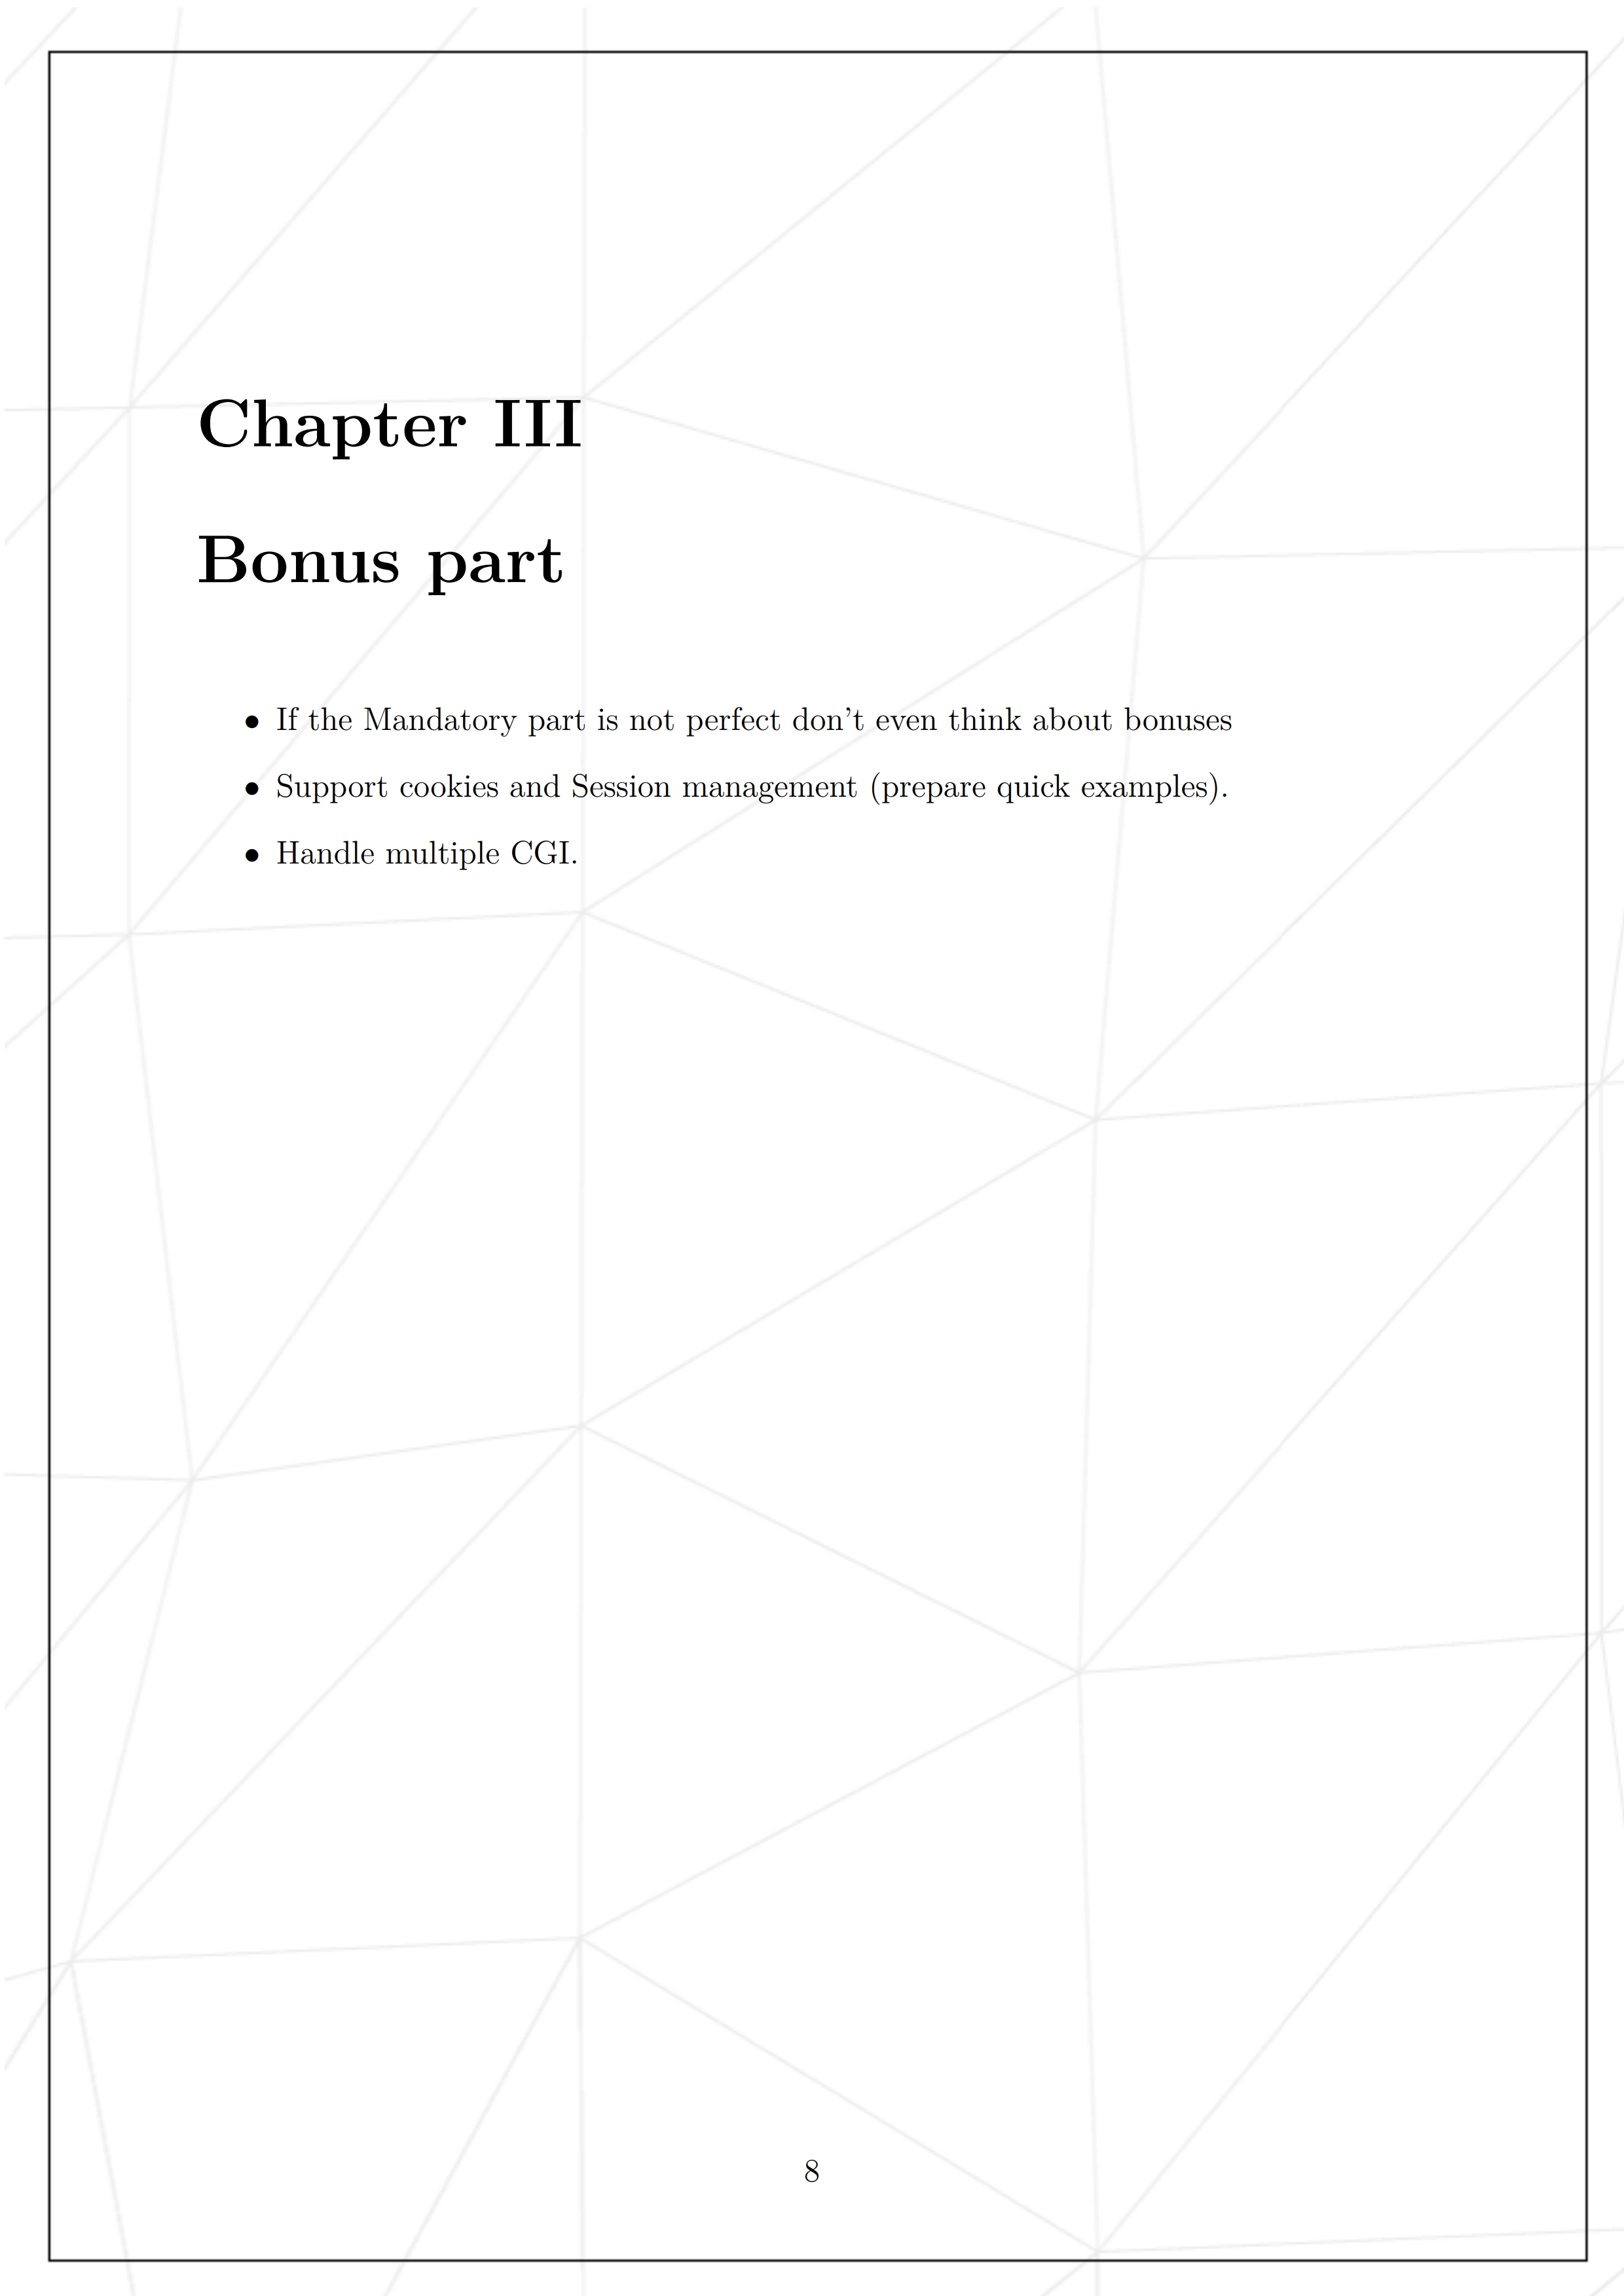 Chapter III
Bonus part
• If the Mandatory part is not perfect don't even think about bonuses
• Support cookies and Session management (prepare quick examples).
• Handle multiple CGI.
8